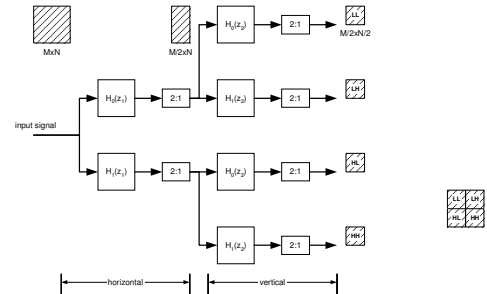 H₀(z₂)
2:1
LL
MxN
M/2xN
M/2xN/2
H₀(z₁)
2:1
H₁(z₂)
2:1
LH
input signal
H₁(z₁)
2:1
H₀(z₂)
2:1
HL
LL LH
HL HH
H₁(z₂)
2:1
HH
horizontal
vertical